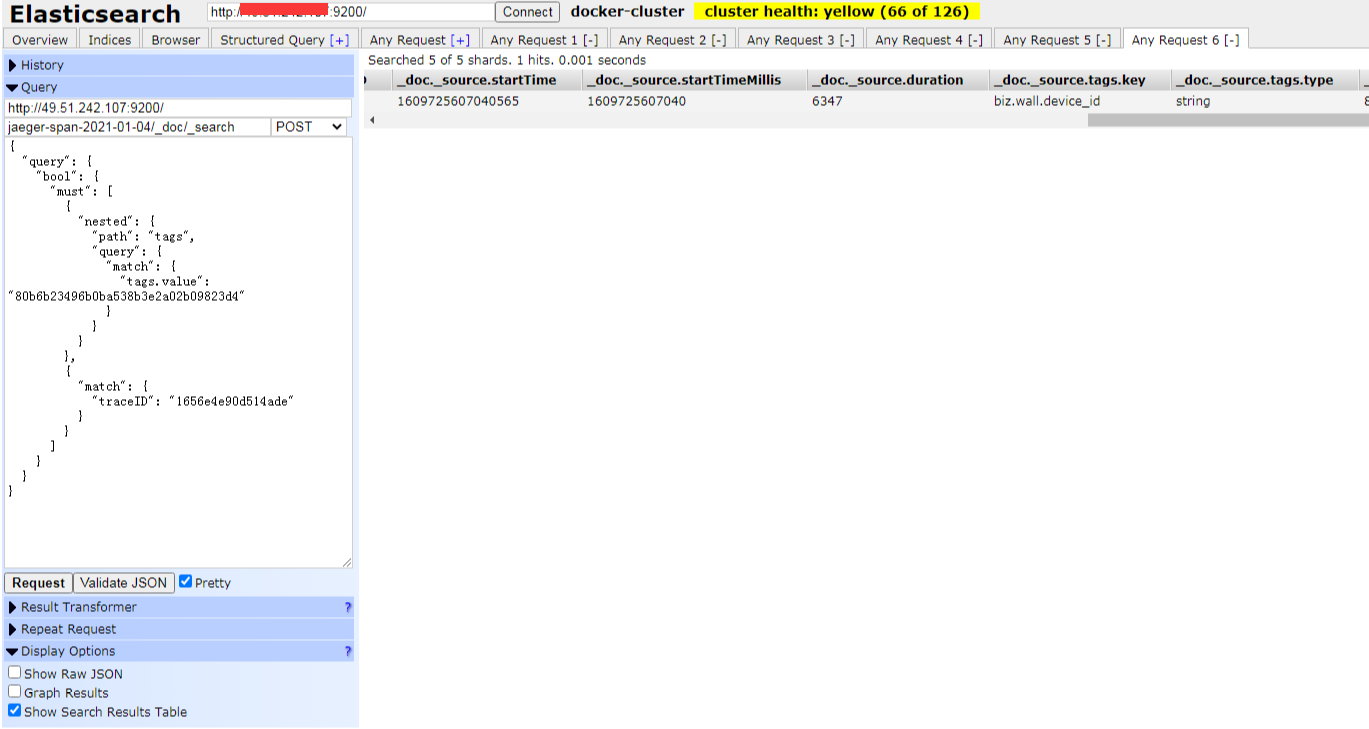 Elasticsearch
http:/ :9200/
Connect
docker-cluster
cluster health: yellow (66 of 126)
Overview Indices Browser Structured Query [+] Any Request [+] Any Request 1 [-] Any Request 2 [-] Any Request 3 [-] Any Request 4 [-] Any Request 5 [-] Any Request 6 [-]
History
Query
http://49.51.242.107:9200/
jaeger-span-2021-01-04/_doc/_search POST
{
"query": {
"bool": {
"must": [
{
"nested": {
"path": "tags",
"query": {
"match": {
"tags.value":
"80b6b23496b0ba538b3e2a02b09823d4"
}
}
}
},
{
"match": {
"traceID": "1656e4e90d514ade"
}
}
]
}
}
}
Request Validate JSON Pretty
Result Transformer ?
Repeat Request
Display Options ?
Show Raw JSON
Graph Results
Show Search Results Table
Searched 5 of 5 shards. 1 hits. 0.001 seconds
_doc._source.startTime _doc._source.startTimeMillis _doc._source.duration _doc._source.tags.key _doc._source.tags.type
1609725607040565 1609725607040 6347 biz.wall.device_id string